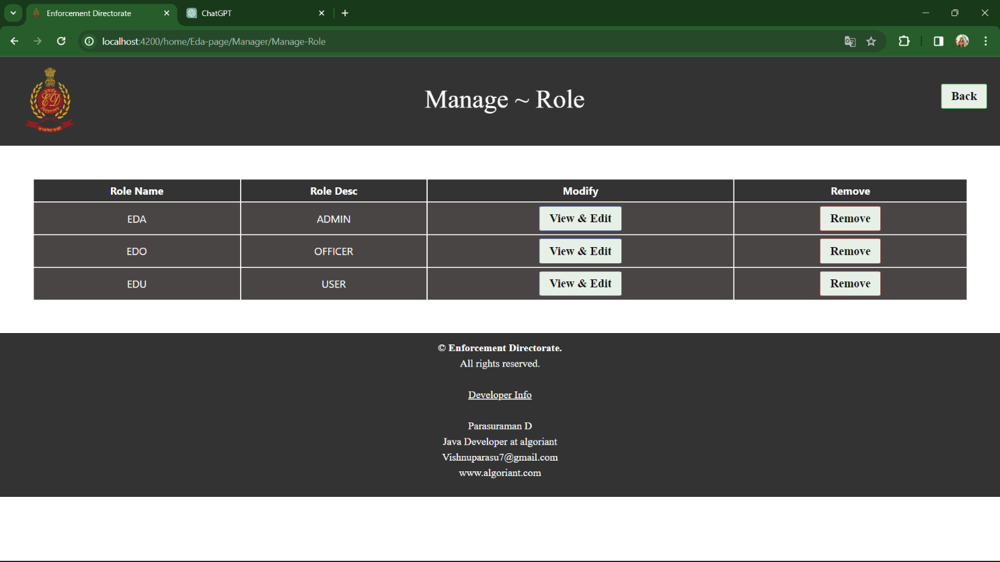 Enforcement Directorate
ChatGPT
localhost:4200/home/Eda-page/Manager/Manage-Role
ED
Manage ~ Role
Back
Role Name Role Desc Modify Remove
EDA ADMIN View & Edit Remove
EDO OFFICER View & Edit Remove
EDU USER View & Edit Remove
© Enforcement Directorate.
All rights reserved.
Developer Info
Parasuraman D
Java Developer at algoriant
Vishnuparasu7@gmail.com
www.algoriant.com